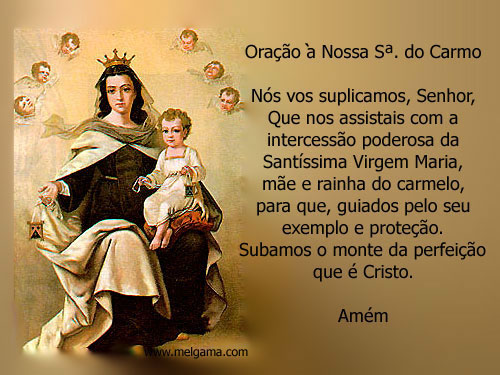 Oração à Nossa Sª. do Carmo
Nós vos suplicamos, Senhor,
Que nos assistais com a
intercessão poderosa da
Santíssima Virgem Maria,
mãe e rainha do carmelo,
para que, guiados pelo seu
exemplo e proteção.
Subamos o monte da perfeição
que é Cristo.
Amém
www.melgama.com